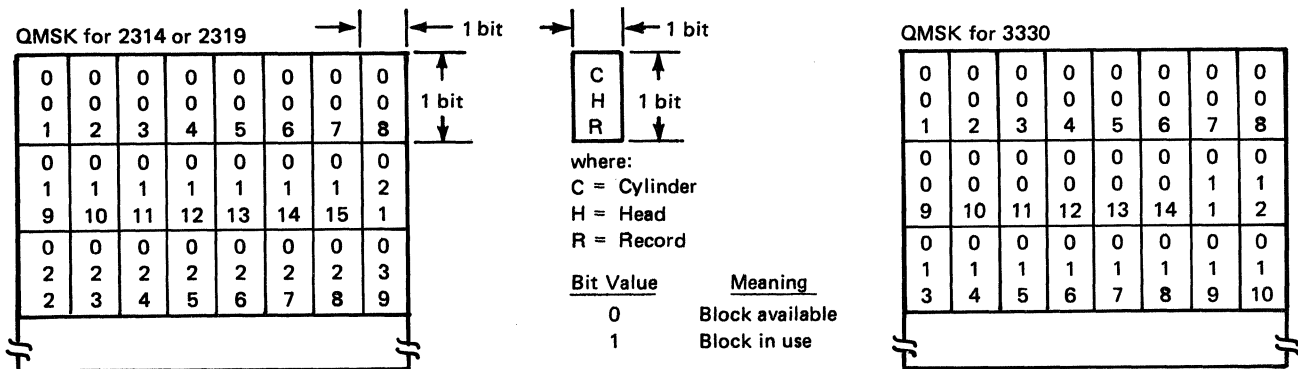 QMSK for 2314 or 2319
0 0 0 0 0 0 0 0
0 0 0 0 0 0 0 0
1 2 3 4 5 6 7 8
0 0 0 0 0 0 0 0
1 1 1 1 1 1 1 2
9 10 11 12 13 14 15 1
0 0 0 0 0 0 0 0
2 2 2 2 2 2 2 3
2 3 4 5 6 7 8 9
1 bit
1 bit
1 bit
C
H
R
1 bit
where:
C = Cylinder
H = Head
R = Record
Bit Value Meaning
0 Block available
1 Block in use
QMSK for 3330
0 0 0 0 0 0 0 0
0 0 0 0 0 0 0 0
1 2 3 4 5 6 7 8
0 0 0 0 0 0 0 0
0 0 0 0 0 0 1 1
9 10 11 12 13 14 1 2
0 0 0 0 0 0 0 0
1 1 1 1 1 1 1 1
3 4 5 6 7 8 9 10